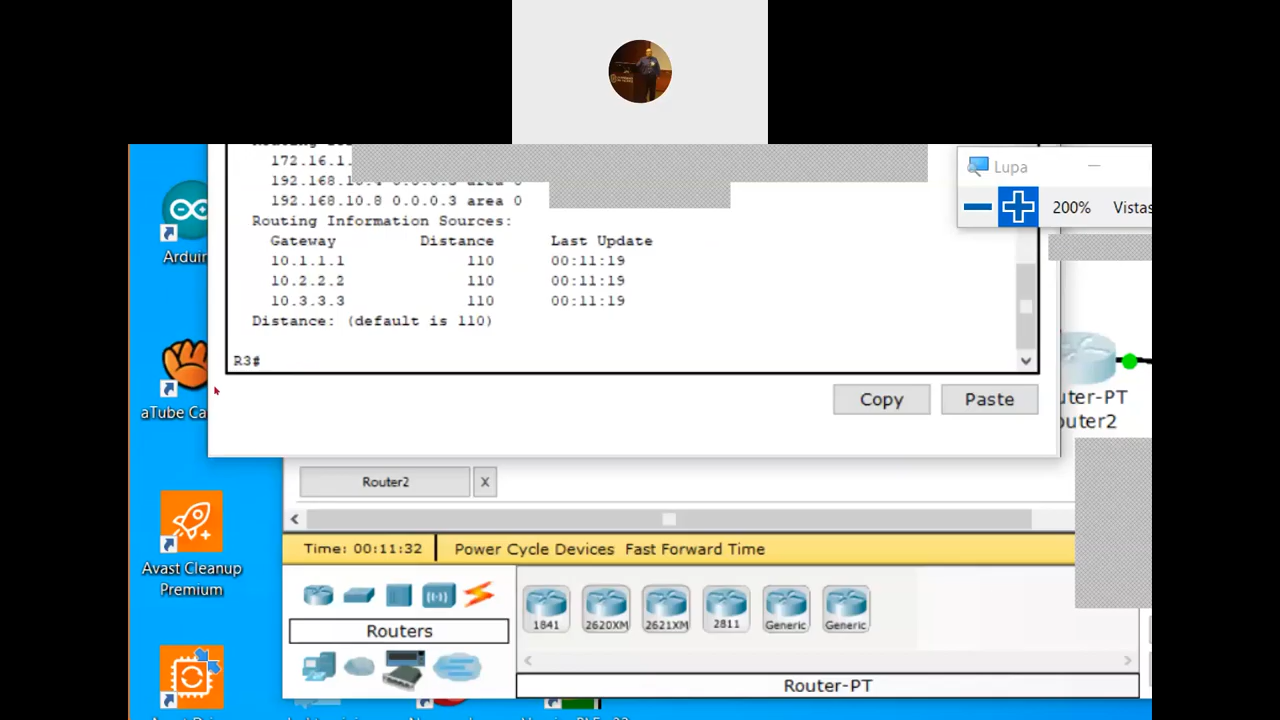 172.16.1.
192.168.10.4 0.0.0.3 area 0
192.168.10.8 0.0.0.3 area 0
Routing Information Sources:
Gateway Distance Last Update
10.1.1.1 110 00:11:19
10.2.2.2 110 00:11:19
10.3.3.3 110 00:11:19
Distance: (default is 110)
R3#
Copy Paste
Lupa
200% Vistas
Arduin
aTube Ca
Avast Cleanup
Premium
uter-PT
outer2
Router2 X
Time: 00:11:32 Power Cycle Devices Fast Forward Time
1841 2620XM 2621XM 2811 Generic Generic
Routers
Router-PT